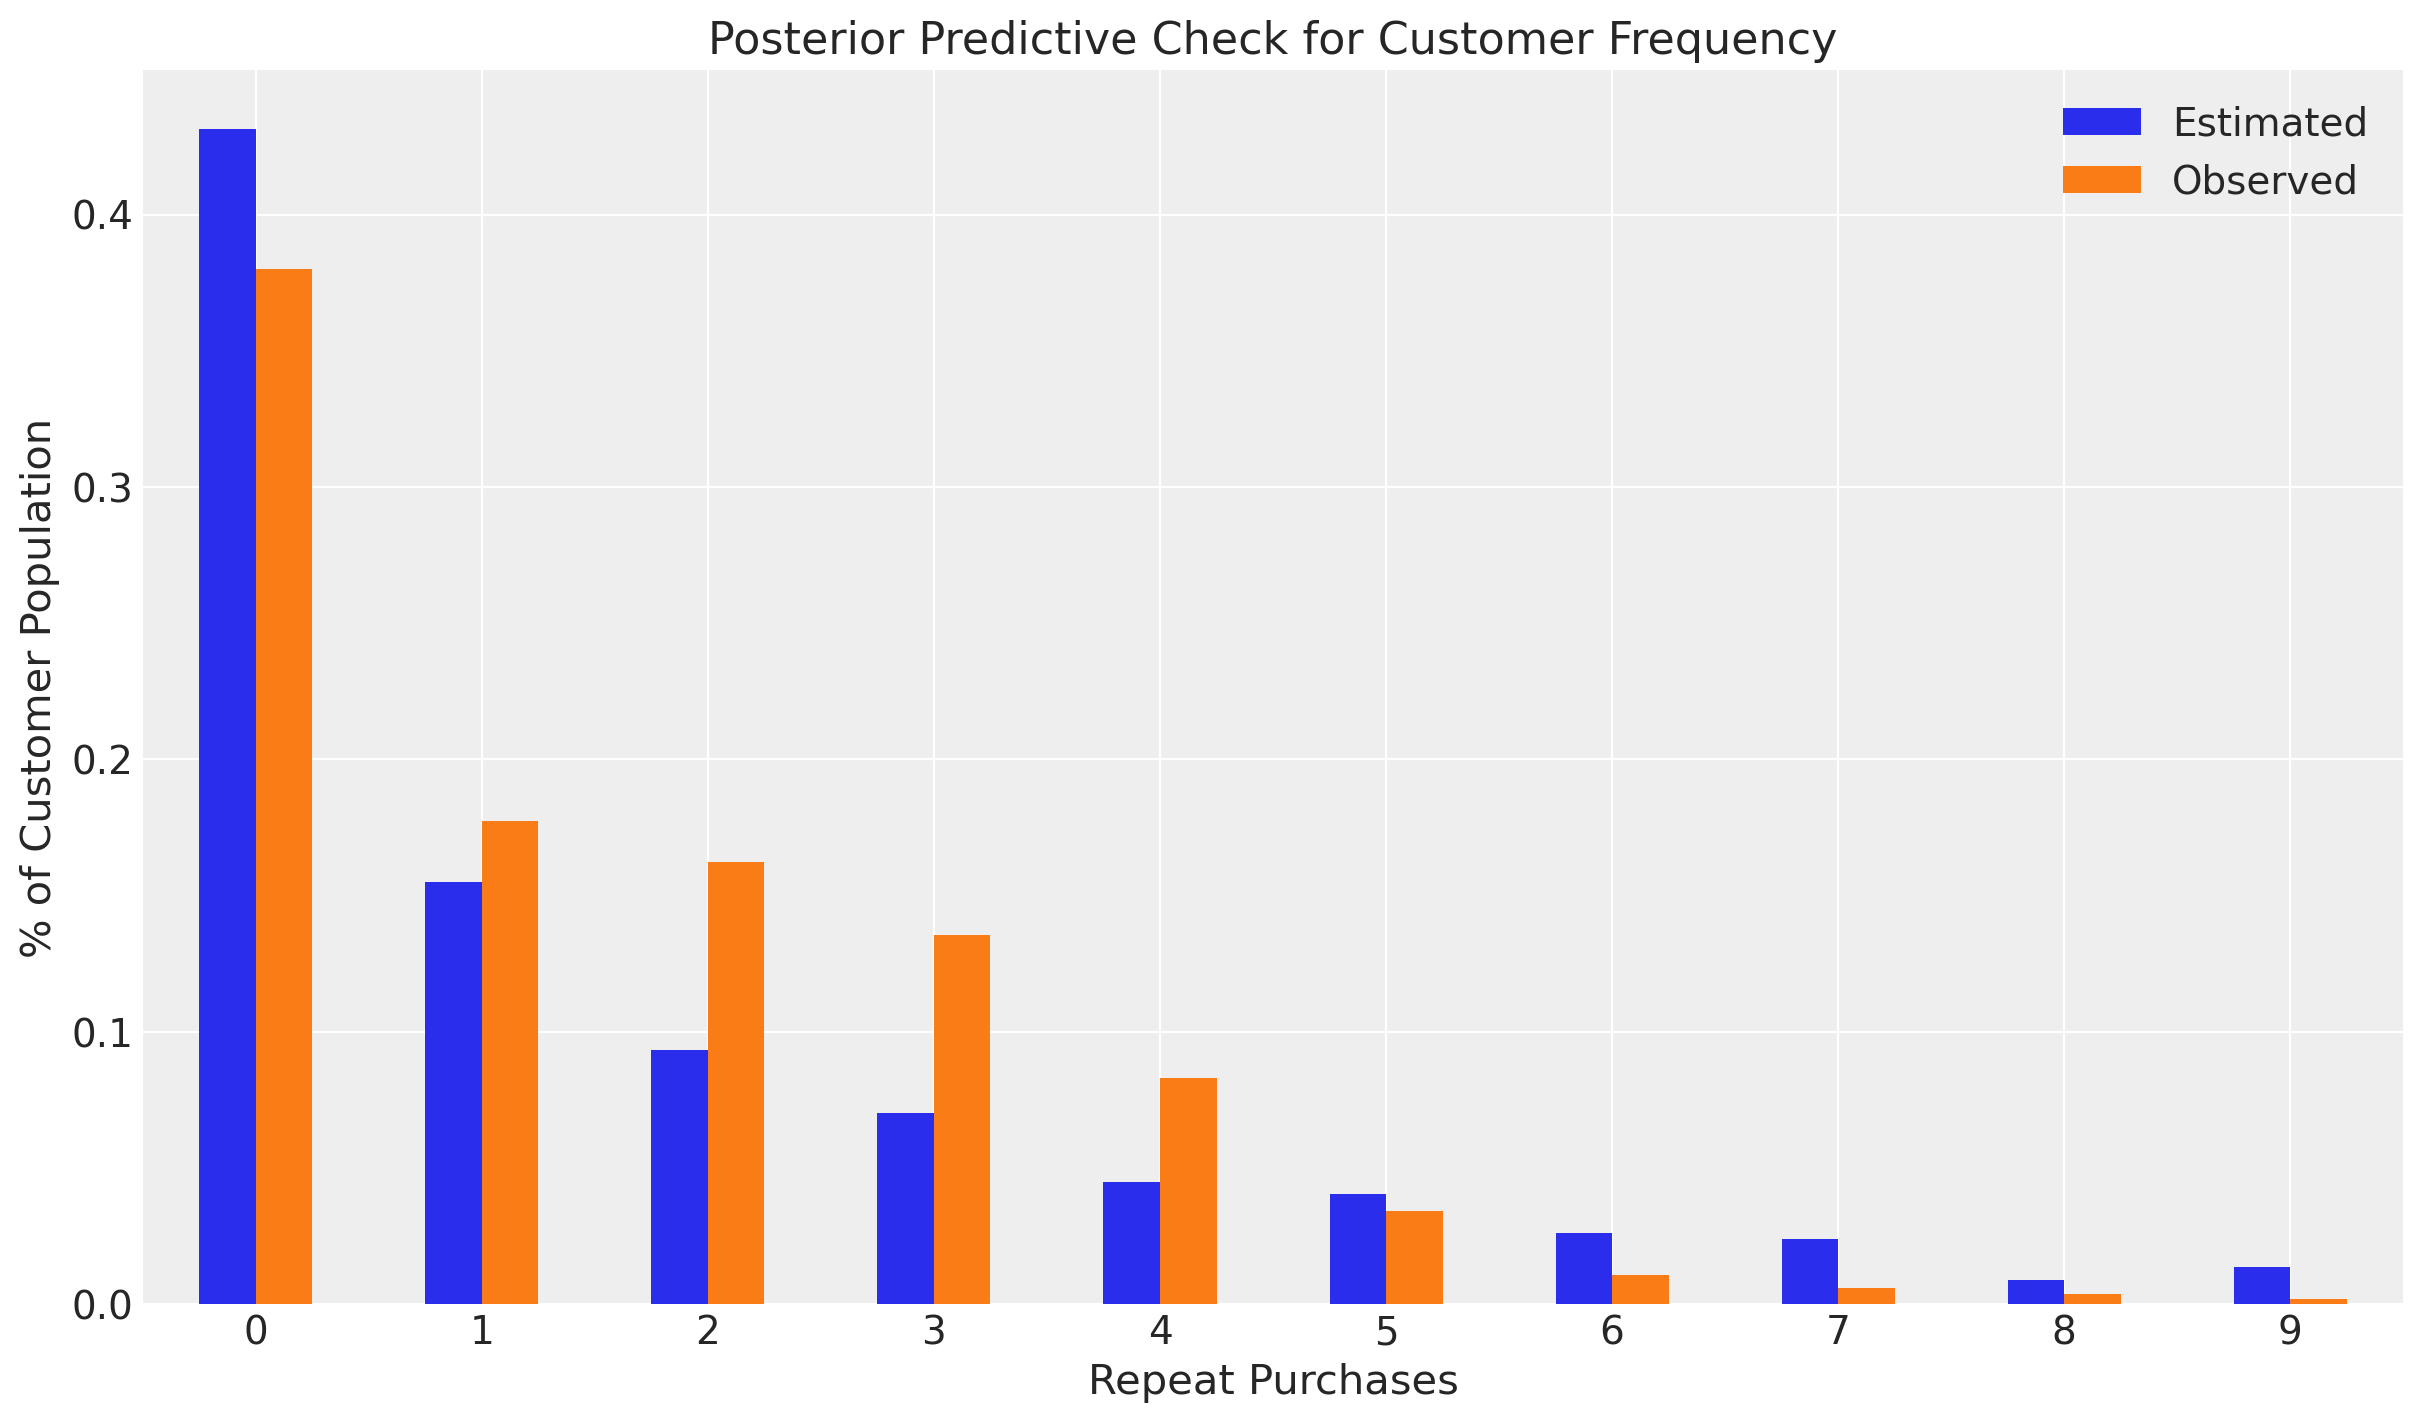 Posterior Predictive Check for Customer Frequency
Estimated
Observed
% of Customer Population
0.4
0.3
0.2
0.1
0.0
0 1 2 3 4 5 6 7 8 9
Repeat Purchases